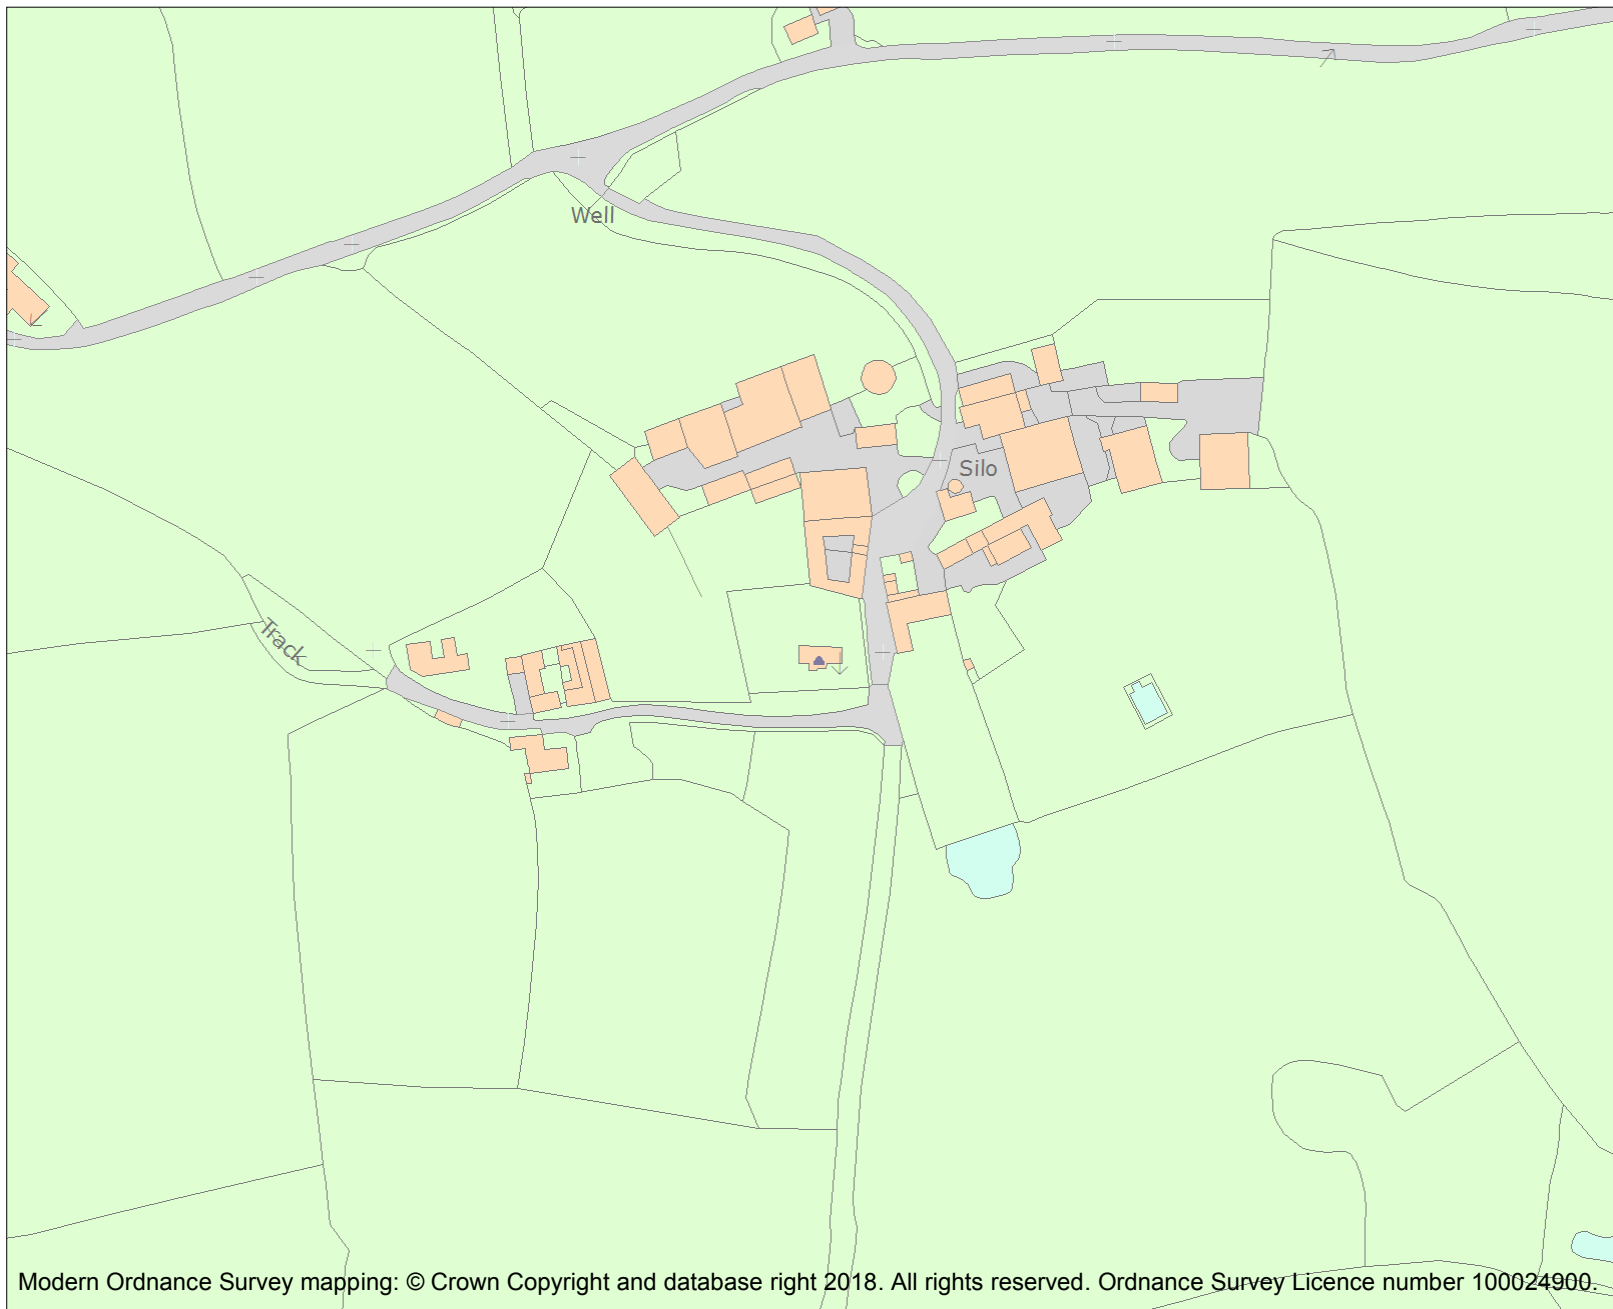 Well
Silo
Track
Modern Ordnance Survey mapping: © Crown Copyright and database right 2018. All rights reserved. Ordnance Survey Licence number 100024900.